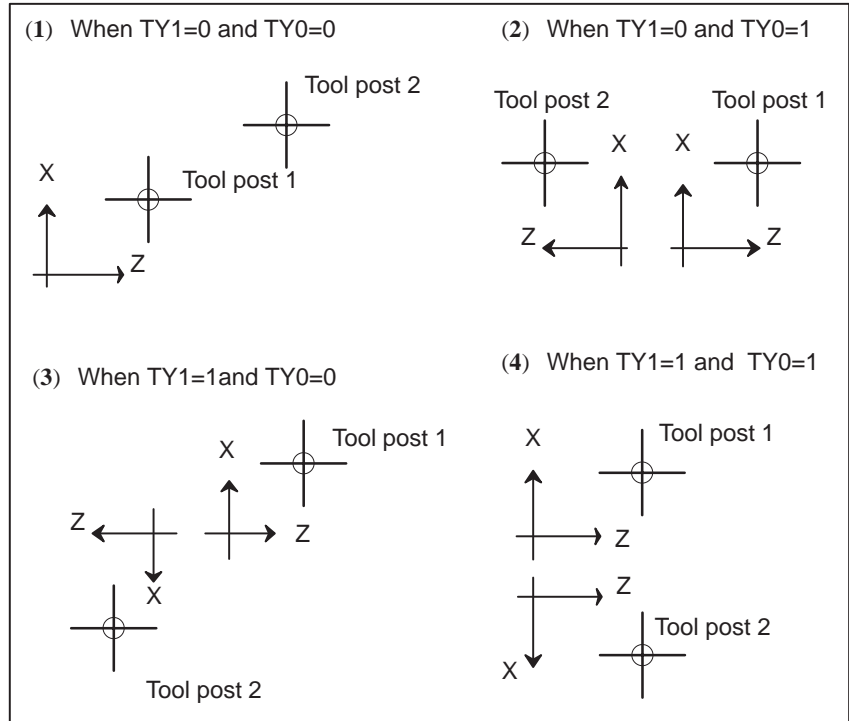 (1) When TY1=0 and TY0=0
Tool post 2
X
Tool post 1
Z
(2) When TY1=0 and TY0=1
Tool post 2
Tool post 1
X
X
Z
Z
(3) When TY1=1and TY0=0
Tool post 1
X
Z
Z
X
Tool post 2
(4) When TY1=1 and TY0=1
Tool post 1
X
Z
Z
Tool post 2
X